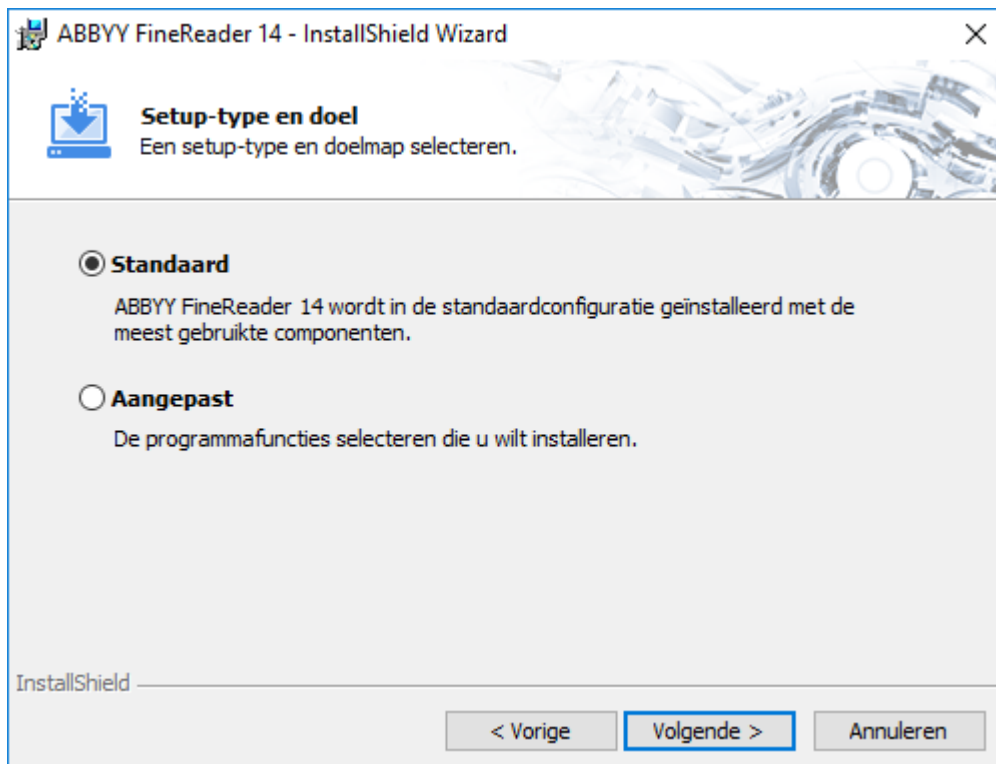 ABBYY FineReader 14 - InstallShield Wizard
Setup-type en doel
Een setup-type en doelmap selecteren.
Standaard
ABBYY FineReader 14 wordt in de standaardconfiguratie geïnstalleerd met de
meest gebruikte componenten.
Aangepast
De programmafuncties selecteren die u wilt installeren.
InstallShield
< Vorige
Volgende >
Annuleren